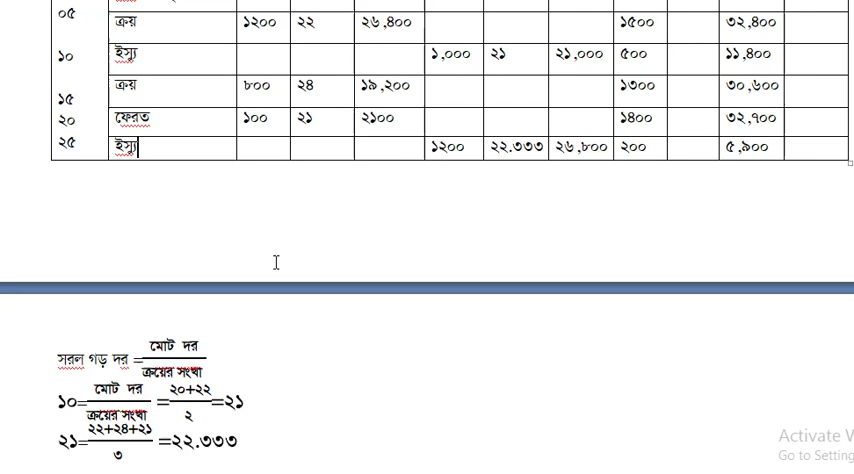 ০৫
ক্রয় ১২০০ ২২ ২৬,৪০০ ১৫০০ ৩২,৪০০
১০ ইস্যু ১,০০০ ২১ ২১,০০০ ৫০০ ১১,৪০০
ক্রয় ৮০০ ২৪ ১৯,২০০ ১৩০০ ৩০,৬০০
১৫
২০ ফেরত ১০০ ২১ ২১০০ ১৪০০ ৩২,৭০০
২৫ ইস্যু ১২০০ ২২.৩৩৩ ২৬,৮০০ ২০০ ৫,৯০০
সরল গড় দর = মোট দর
ক্রয়ের সংখা
১০= মোট দর = ২০+২২ =২১
ক্রয়ের সংখা ২
২১= ২২+২৪+২১ =২২.৩৩৩
৩
Activate W
Go to Setting